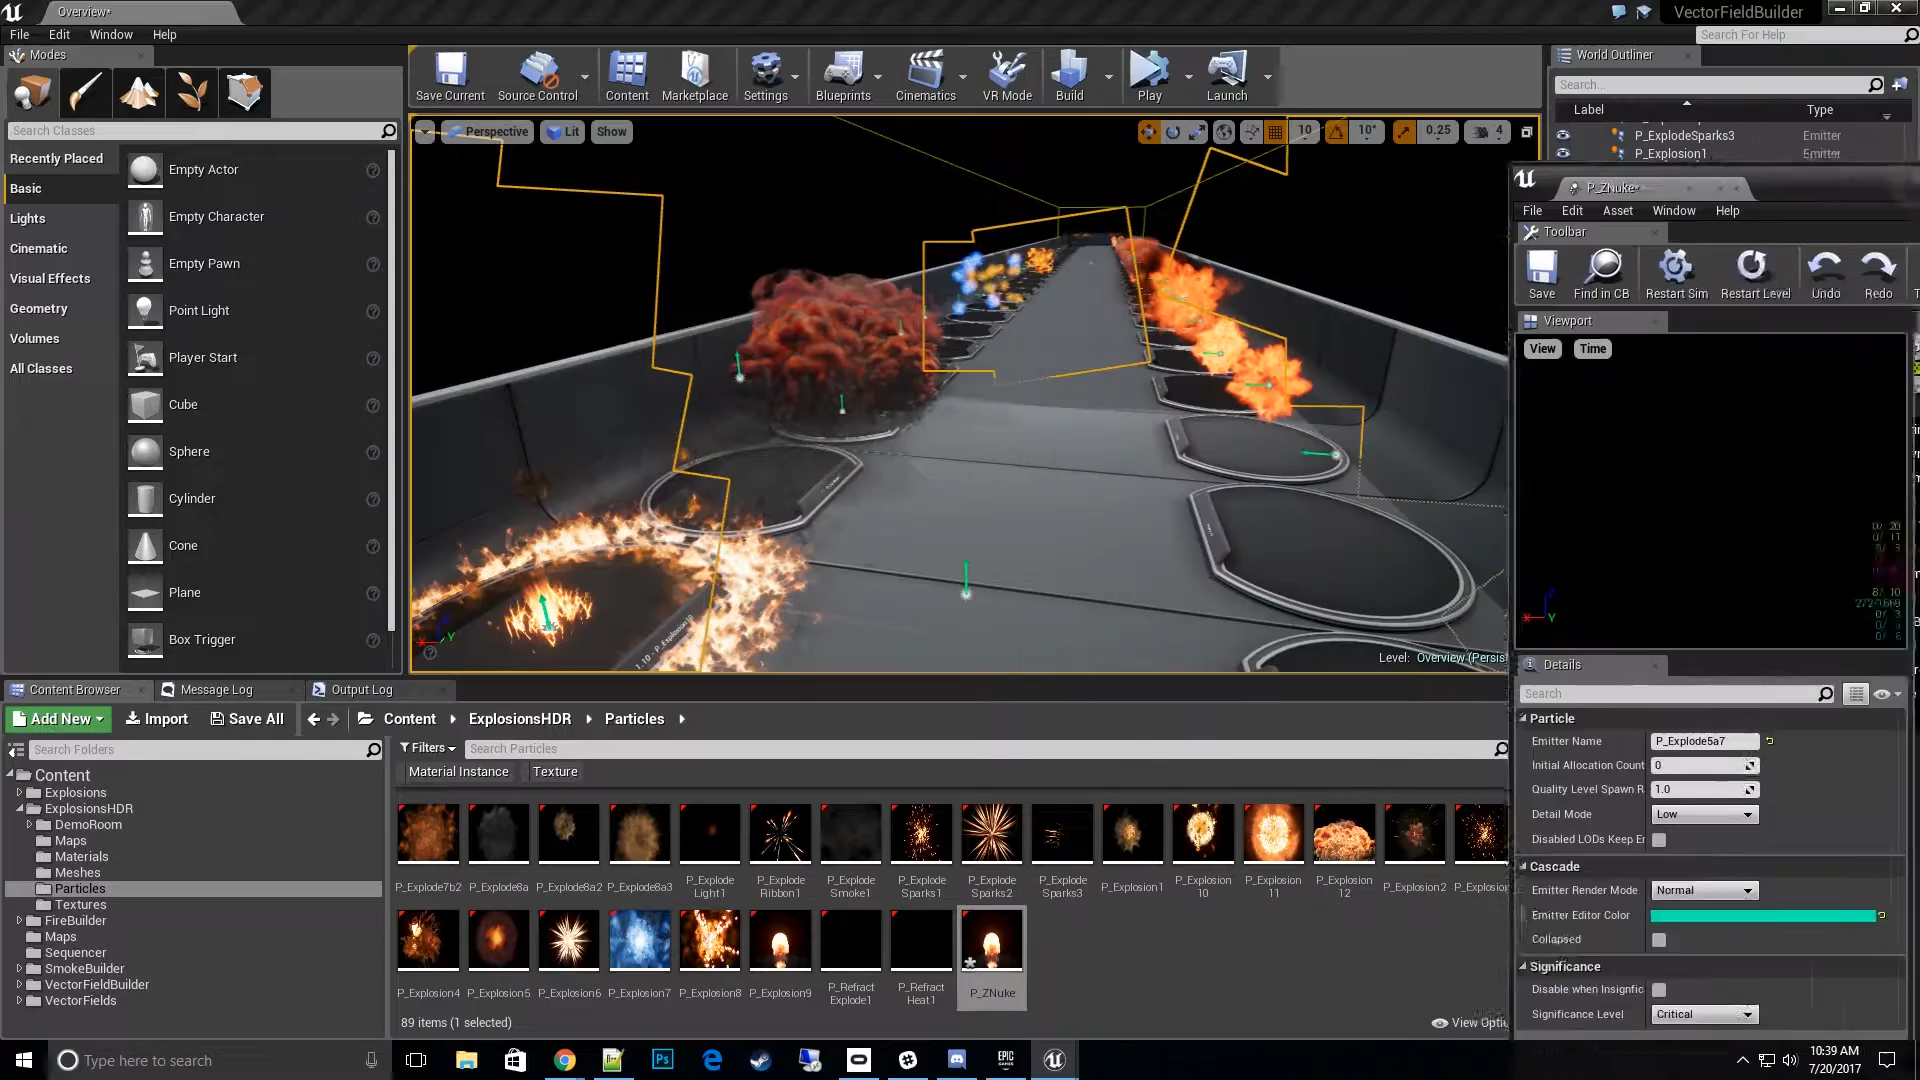 Overview*
VectorFieldBuilder
File Edit Window Help
Search For Help
Modes
Search Classes
Recently Placed
Basic
Lights
Cinematic
Visual Effects
Geometry
Volumes
All Classes
Empty Actor
Empty Character
Empty Pawn
Point Light
Player Start
Cube
Sphere
Cylinder
Cone
Plane
Box Trigger
Save Current
Source Control
Content
Marketplace
Settings
Blueprints
Cinematics
VR Mode
Build
Play
Launch
Perspective
Lit
Show
10
10°
0.25
4
1.10 - P_Explosion10
Y
Level: Overview (Persis
World Outliner
Search...
Label Type
P_ExplodeSparks3 Emitter
P_Explosion1 Emitter
P_ZNuke*
File Edit Asset Window Help
Toolbar
Save
Find in CB
Restart Sim
Restart Level
Undo
Redo
Viewport
View
Time
Y
Details
Search
Particle
Emitter Name P_Explode5a7
Initial Allocation Count 0
Quality Level Spawn R 1.0
Detail Mode Low
Disabled LODs Keep Er
Cascade
Emitter Render Mode Normal
Emitter Editor Color
Collapsed
Significance
Disable when Insignific
Significance Level Critical
Content Browser
Message Log
Output Log
Add New
Import
Save All
Content
ExplosionsHDR
Particles
Search Folders
Filters
Search Particles
Material Instance
Texture
Content
Explosions
ExplosionsHDR
DemoRoom
Maps
Materials
Meshes
Particles
Textures
FireBuilder
Maps
Sequencer
SmokeBuilder
VectorFieldBuilder
VectorFields
P_Explode7b2
P_Explode8a
P_Explode8a2
P_Explode8a3
P_Explode
Light1
P_Explode
Ribbon1
P_Explode
Smoke1
P_Explode
Sparks1
P_Explode
Sparks2
P_Explode
Sparks3
P_Explosion1
P_Explosion
10
P_Explosion
11
P_Explosion
12
P_Explosion2
P_Explosion
P_Explosion4
P_Explosion5
P_Explosion6
P_Explosion7
P_Explosion8
P_Explosion9
P_Refract
Explode1
P_Refract
Heat1
P_ZNuke
89 items (1 selected)
View Optio
Type here to search
Ps
EPIC
GAMES
10:39 AM
7/20/2017